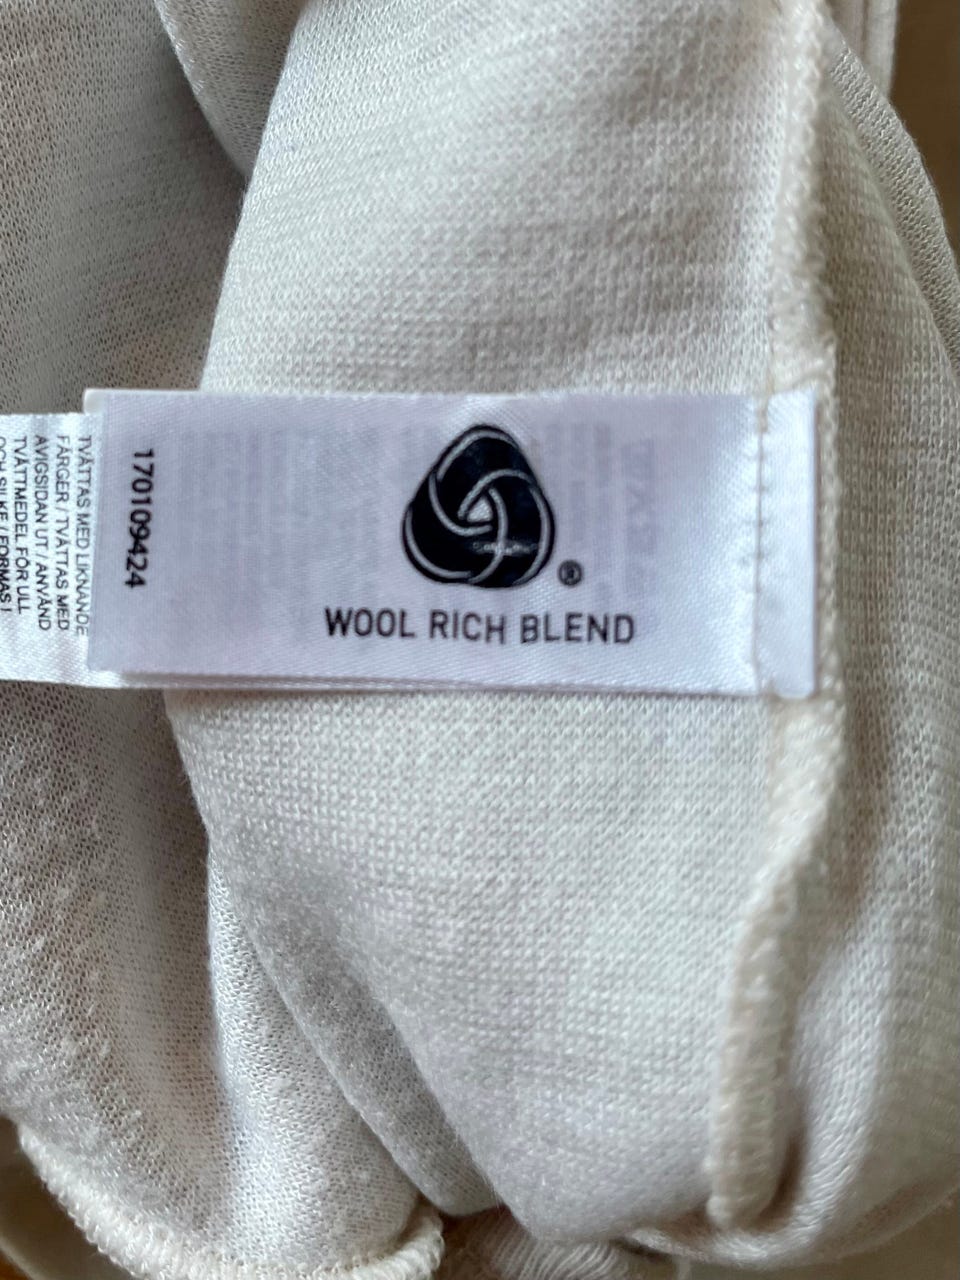 WOOL RICH BLEND
®
170109424
TVÄTTAS MED LIKNANDE
FÄRGER / TVÄTTAS MED
AVIGSIDAN UT / ANVÄND
TVÄTTMEDEL FÖR ULL
OCH SILKE / FORMAS I